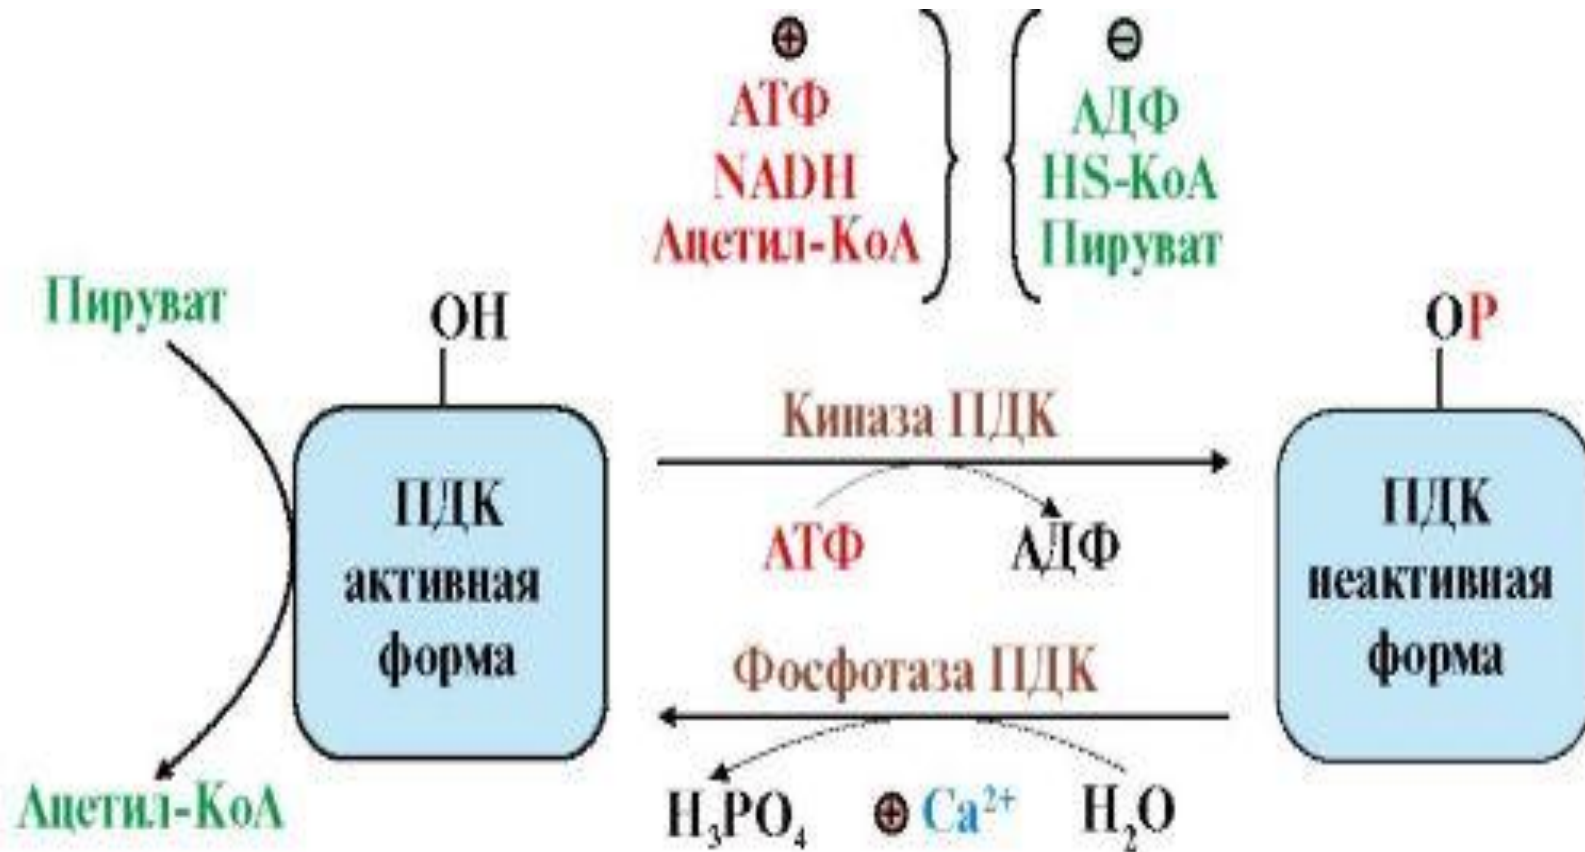 ⊕
АТФ
NADH
Ацетил-КоА
⊖
АДФ
HS-КоА
Пируват
Пируват
OH
OP
ПДК
активная
форма
Киназа ПДК
АТФ
АДФ
ПДК
неактивная
форма
Фосфотаза ПДК
H₃PO₄
⊕ Ca²⁺
H₂O
Ацетил-КоА